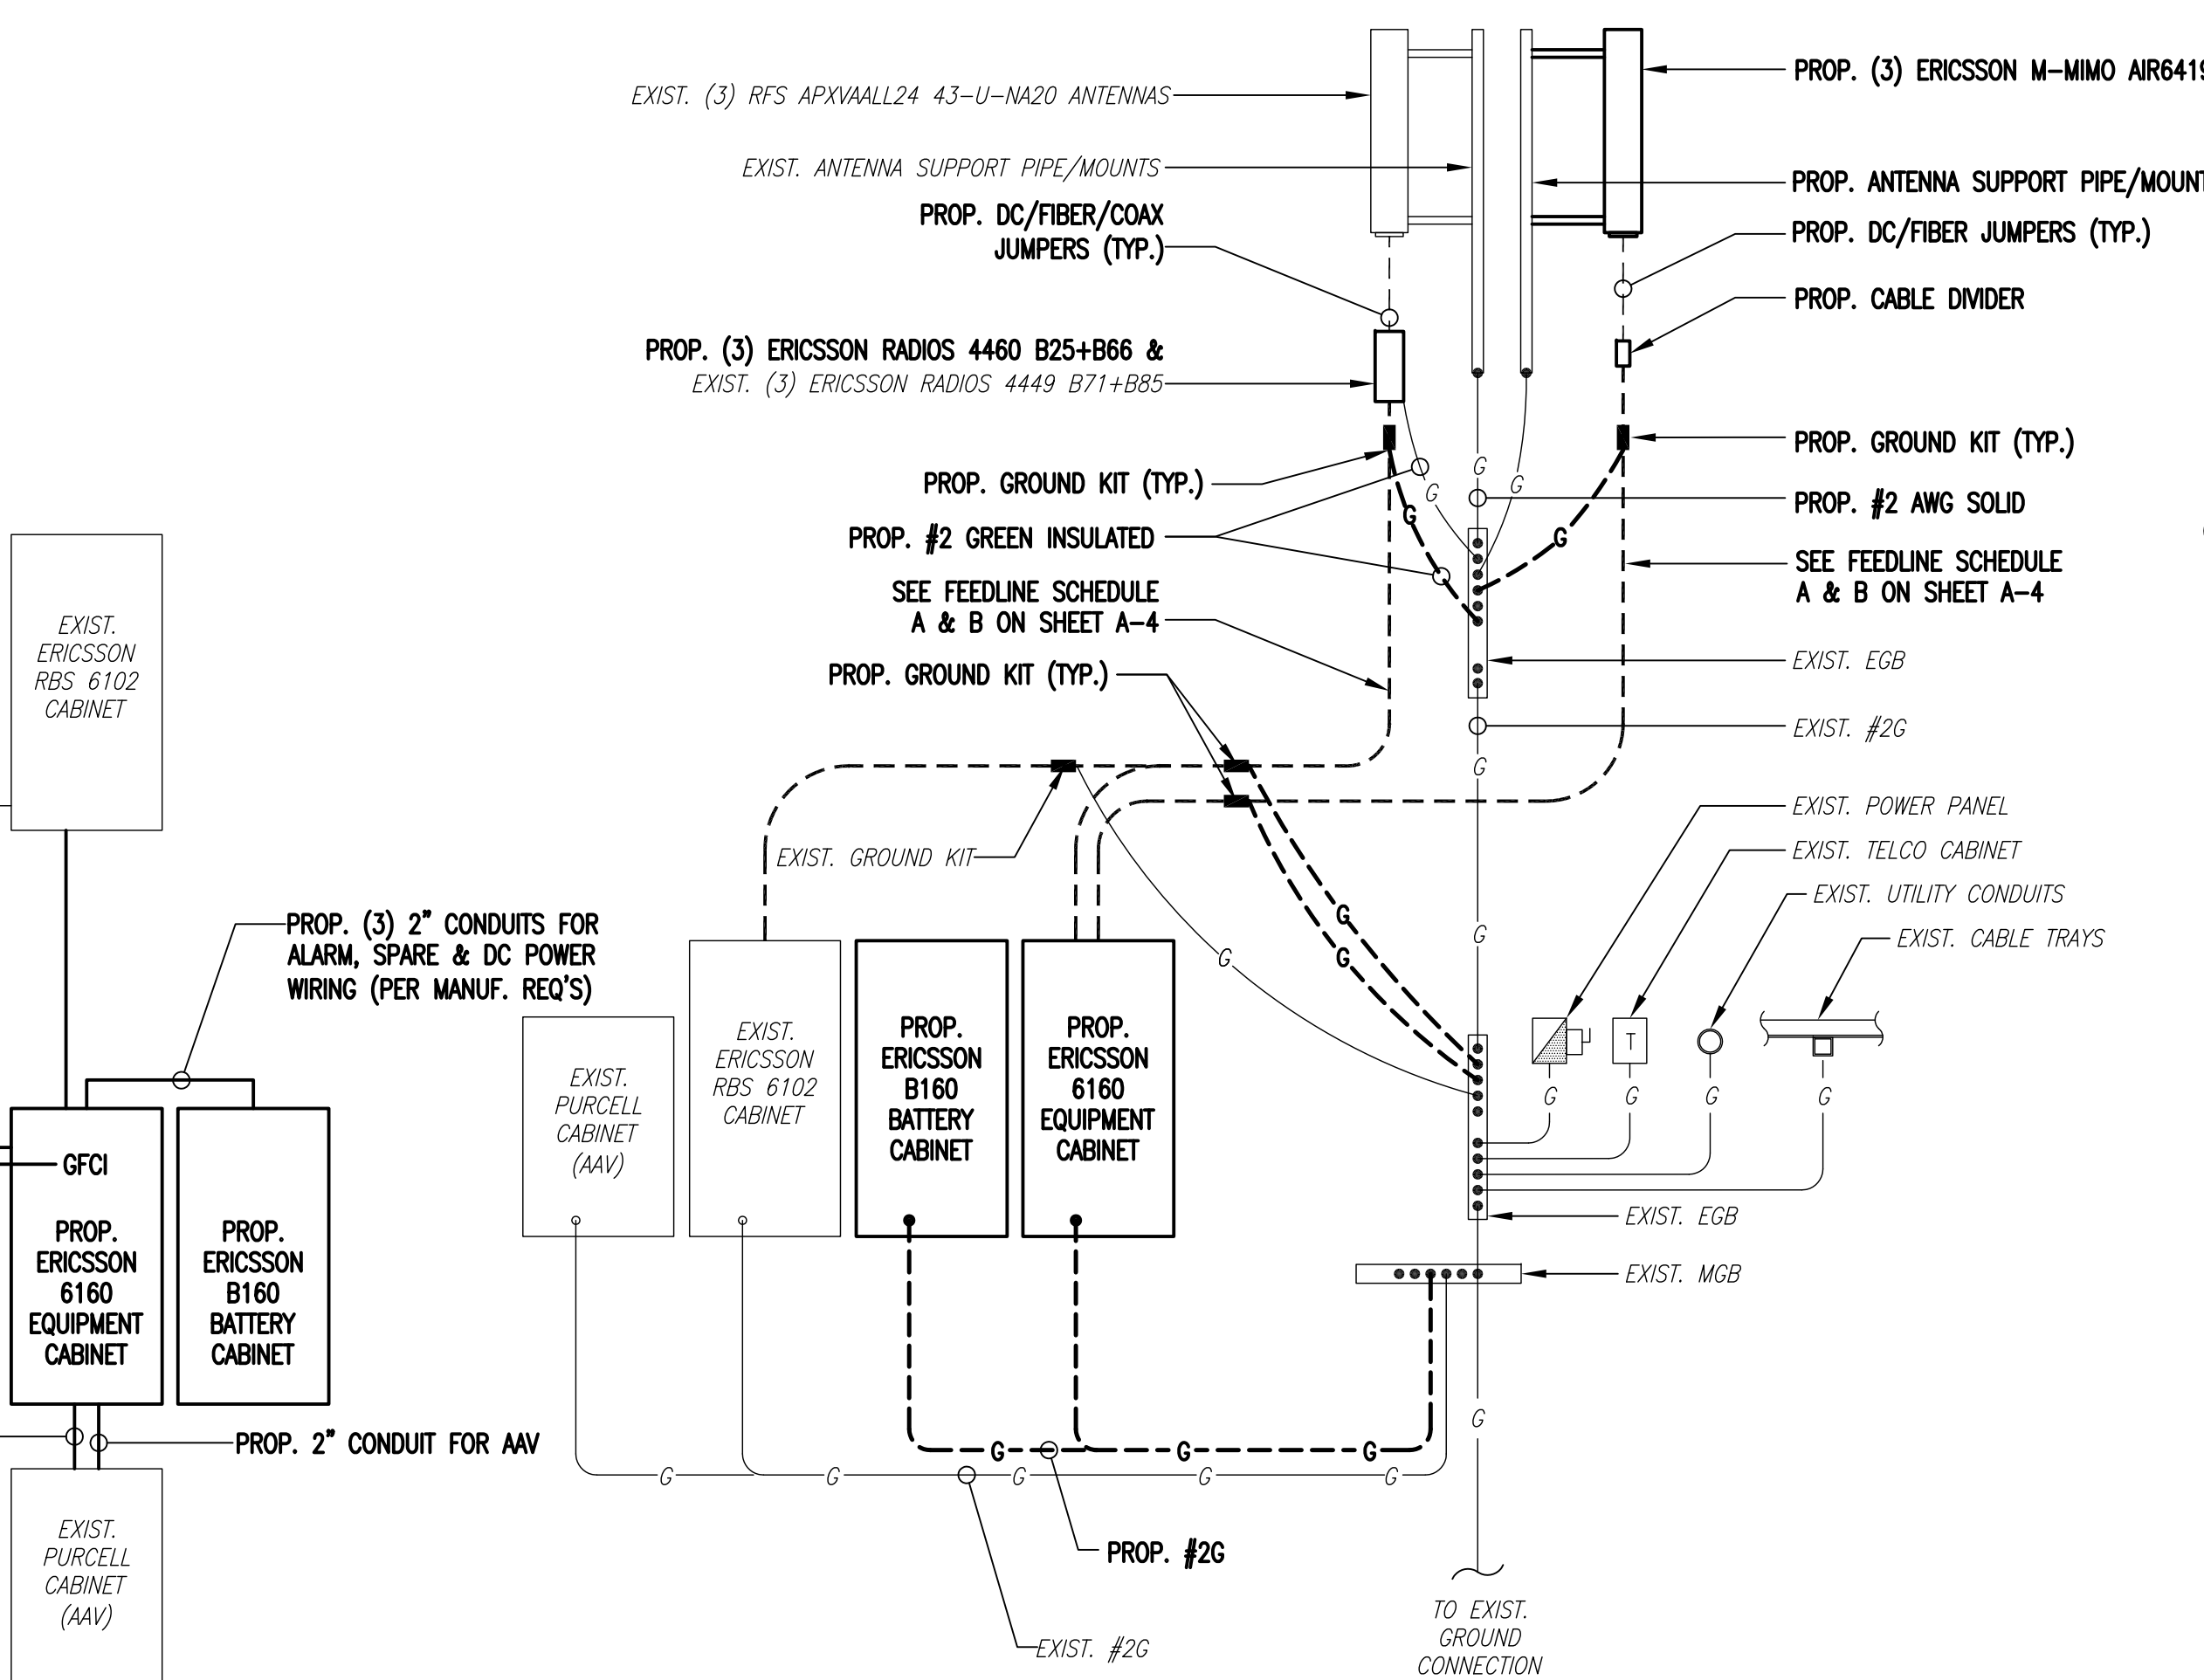 EXIST. (3) RFS APXVAALL24 43-U-NA20 ANTENNAS
EXIST. ANTENNA SUPPORT PIPE/MOUNTS
PROP. DC/FIBER/COAX
JUMPERS (TYP.)
PROP. (3) ERICSSON RADIOS 4460 B25+B66 &
EXIST. (3) ERICSSON RADIOS 4449 B71+B85
PROP. GROUND KIT (TYP.)
PROP. #2 GREEN INSULATED
SEE FEEDLINE SCHEDULE
A & B ON SHEET A-4
PROP. GROUND KIT (TYP.)
EXIST. GROUND KIT
PROP. (3) ERICSSON M-MIMO AIR6419
PROP. ANTENNA SUPPORT PIPE/MOUNT
PROP. DC/FIBER JUMPERS (TYP.)
PROP. CABLE DIVIDER
PROP. GROUND KIT (TYP.)
PROP. #2 AWG SOLID
SEE FEEDLINE SCHEDULE
A & B ON SHEET A-4
EXIST. EGB
EXIST. #2G
EXIST. POWER PANEL
EXIST. TELCO CABINET
EXIST. UTILITY CONDUITS
EXIST. CABLE TRAYS
G
G
G
G
G
G
G
G
G
G
T
G
G
G
G
EXIST. EGB
EXIST. MGB
EXIST.
ERICSSON
RBS 6102
CABINET
PROP. (3) 2" CONDUITS FOR
ALARM, SPARE & DC POWER
WIRING (PER MANUF. REQ'S)
GFCI
PROP.
ERICSSON
6160
EQUIPMENT
CABINET
PROP.
ERICSSON
B160
BATTERY
CABINET
PROP. 2" CONDUIT FOR AAV
EXIST.
PURCELL
CABINET
(AAV)
EXIST.
PURCELL
CABINET
(AAV)
EXIST.
ERICSSON
RBS 6102
CABINET
PROP.
ERICSSON
B160
BATTERY
CABINET
PROP.
ERICSSON
6160
EQUIPMENT
CABINET
G
G
G
G
G
G
G
G
G
PROP. #2G
EXIST. #2G
TO EXIST.
GROUND
CONNECTION